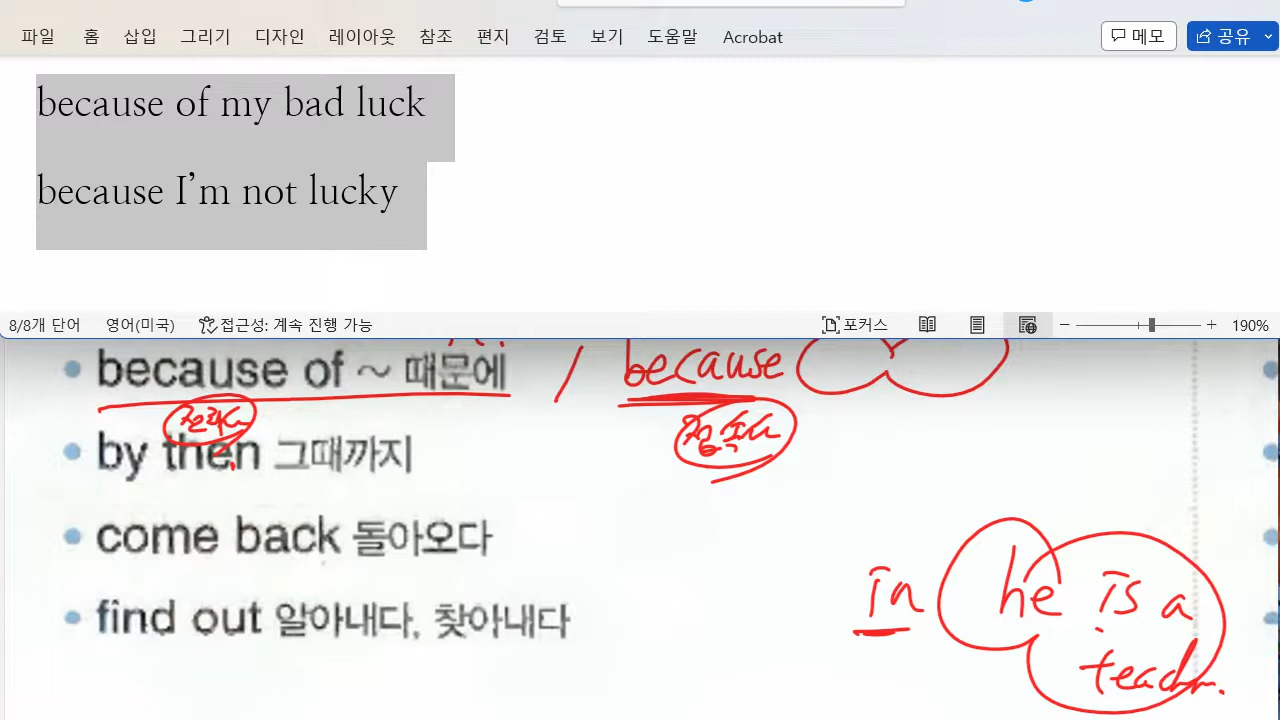 파일 홈 삽입 그리기 디자인 레이아웃 참조 편지 검토 보기 도움말 Acrobat 메모 공유
because of my bad luck
because I'm not lucky
8/8개 단어 영어(미국) 접근성: 계속 진행 가능 포커스 190%
because of ~ 때문에 / because
전치사 접속사
by then 그때까지
come back 돌아오다
find out 알아내다, 찾아내다
in he is a